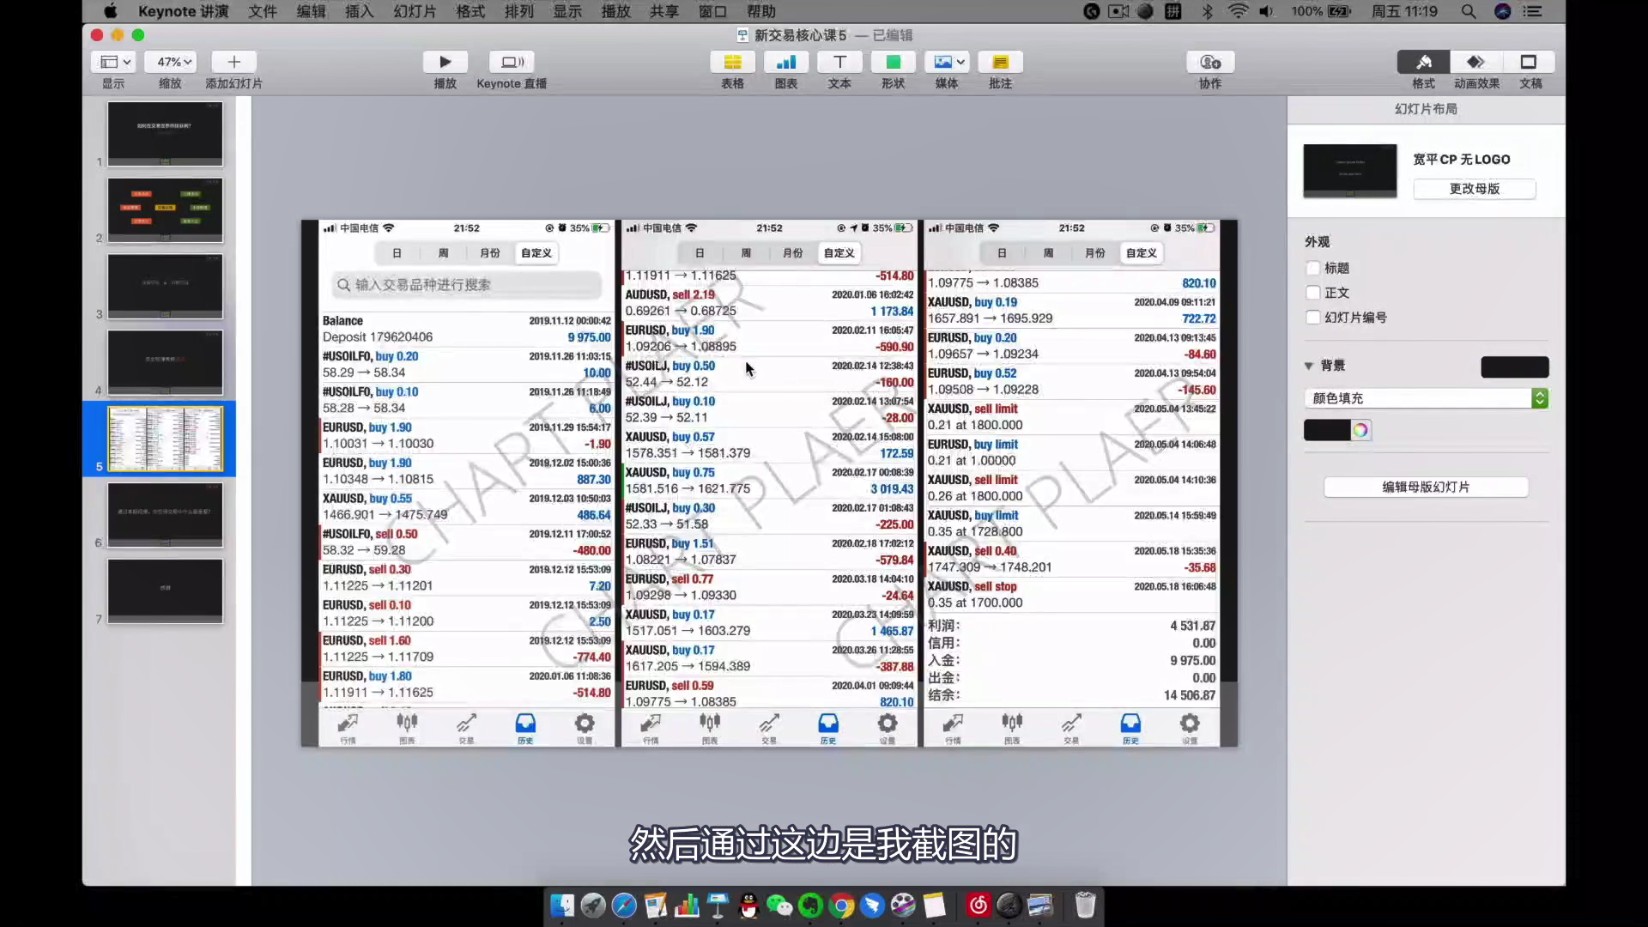 Keynote 讲演 文件 编辑 插入 幻灯片 格式 排列 显示 播放 共享 窗口 帮助 100% 周五 11:19
新交易核心课5 — 已编辑
47%
显示 缩放 添加幻灯片 播放 Keynote 直播 表格 图表 文本 形状 媒体 批注 协作 格式 动画效果 文稿
1
2
3
4
5
6
7
中国电信 21:52 35%
日 周 月份 自定义
输入交易品种进行搜索
Balance 2019.11.12 00:00:42
Deposit 179620406 9 975.00
#USOILF0, buy 0.20 2019.11.26 11:03:15
58.29 → 58.34 10.00
#USOILF0, buy 0.10 2019.11.26 11:18:49
58.28 → 58.34 6.00
EURUSD, buy 1.90 2019.11.29 15:54:17
1.10031 → 1.10030 -1.90
EURUSD, buy 1.90 2019.12.02 15:00:36
1.10348 → 1.10815 887.30
XAUUSD, buy 0.55 2019.12.03 10:50:03
1466.901 → 1475.749 486.64
#USOILF0, sell 0.50 2019.12.11 17:00:52
58.32 → 59.28 -480.00
EURUSD, sell 0.30 2019.12.12 15:53:09
1.11225 → 1.11201 7.20
EURUSD, sell 0.10 2019.12.12 15:53:09
1.11225 → 1.11200 2.50
EURUSD, sell 1.60 2019.12.12 15:53:09
1.11225 → 1.11709 -774.40
EURUSD, buy 1.80 2020.01.06 11:08:36
1.11911 → 1.11625 -514.80
行情 图表 交易 历史 设置
中国电信 21:52 35%
日 周 月份 自定义
1.11911 → 1.11625 -514.80
AUDUSD, sell 2.19 2020.01.06 16:02:42
0.69261 → 0.68725 1 173.84
EURUSD, buy 1.90 2020.02.11 16:05:47
1.09206 → 1.08895 -590.90
#USOILJ, buy 0.50 2020.02.14 12:38:43
52.44 → 52.12 -160.00
#USOILJ, buy 0.10 2020.02.14 13:07:54
52.39 → 52.11 -28.00
XAUUSD, buy 0.57 2020.02.14 15:08:00
1578.351 → 1581.379 172.59
XAUUSD, buy 0.75 2020.02.17 00:08:39
1581.516 → 1621.775 3 019.43
#USOILJ, buy 0.30 2020.02.17 01:08:43
52.33 → 51.58 -225.00
EURUSD, buy 1.51 2020.02.18 17:02:12
1.08221 → 1.07837 -579.84
EURUSD, sell 0.77 2020.03.18 14:04:10
1.09298 → 1.09330 -24.64
XAUUSD, buy 0.17 2020.03.23 14:09:59
1517.051 → 1603.279 1 465.87
XAUUSD, buy 0.17 2020.03.26 11:28:55
1617.205 → 1594.389 -387.88
EURUSD, sell 0.59 2020.04.01 09:09:44
1.09775 → 1.08385 820.10
行情 图表 交易 历史 设置
中国电信 21:52 35%
日 周 月份 自定义
1.09775 → 1.08385 820.10
XAUUSD, buy 0.19 2020.04.09 09:11:21
1657.891 → 1695.929 722.72
EURUSD, buy 0.20 2020.04.09 09:13:45
1.09657 → 1.09234 -84.60
EURUSD, buy 0.52 2020.04.09 09:54:04
1.09508 → 1.09228 -145.60
XAUUSD, sell limit 2020.05.04 13:45:22
0.21 at 1800.000
EURUSD, buy limit 2020.05.04 14:06:48
0.21 at 1.00000
XAUUSD, sell limit 2020.05.04 14:10:36
0.26 at 1800.000
XAUUSD, buy limit 2020.05.14 15:59:49
0.35 at 1728.800
XAUUSD, sell 0.40 2020.05.18 15:35:36
1747.309 → 1748.201 -35.68
XAUUSD, sell stop 2020.05.18 16:06:48
0.35 at 1700.000
利润: 4 531.87
信用: 0.00
入金: 9 975.00
出金: 0.00
结余: 14 506.87
行情 图表 交易 历史 设置
CHART PLAER
CHART PLAER
CHART PLAER
幻灯片布局
宽平CP 无LOGO
更改母版
外观
标题
正文
幻灯片编号
背景
颜色填充
编辑母版幻灯片
然后通过这边是我截图的